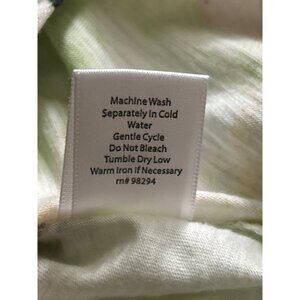 Machine Wash
Separately in Cold
Water
Gentle Cycle
Do Not Bleach
Tumble Dry Low
Warm Iron if Necessary
rn# 98294